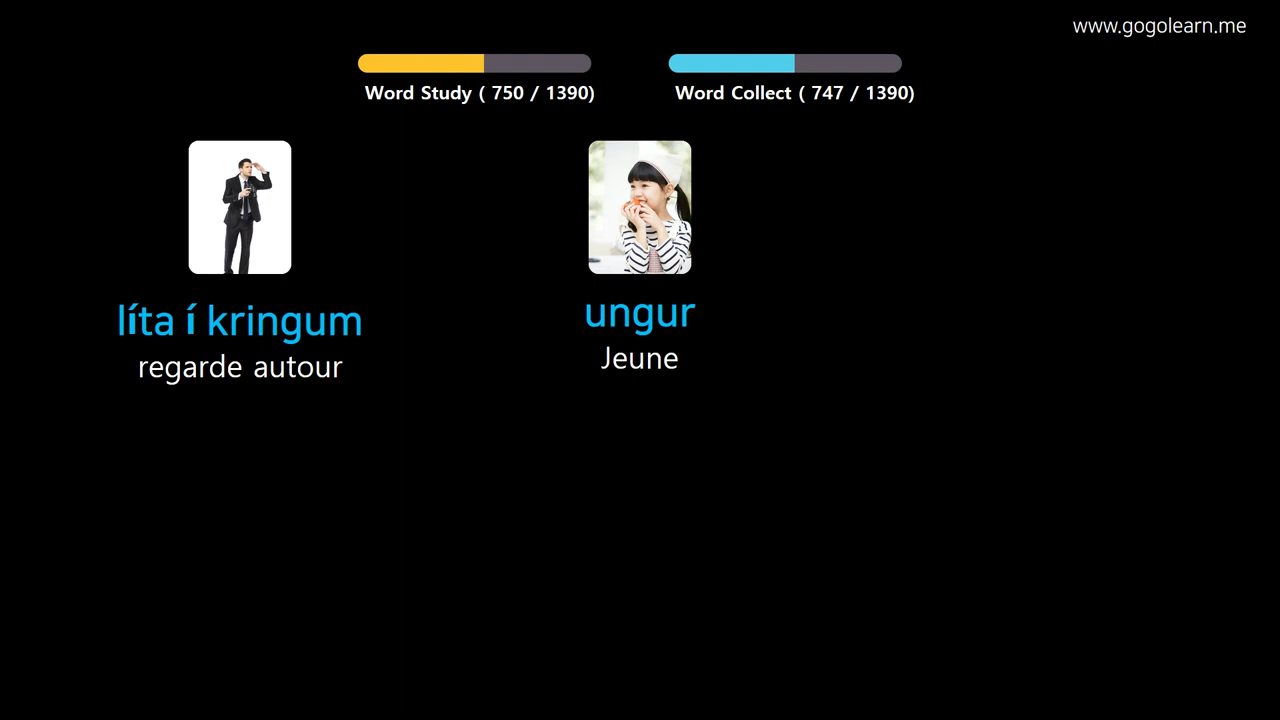 www.gogolearn.me
Word Study ( 750 / 1390)
Word Collect ( 747 / 1390)
líta í kringum
regarde autour
ungur
Jeune